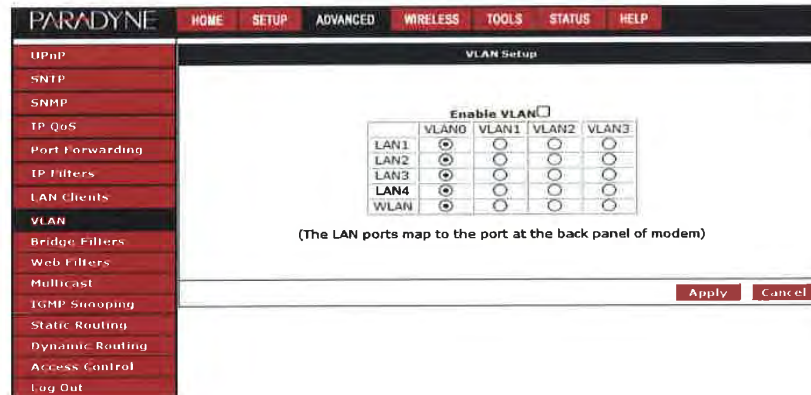 PARADYNE
HOME SETUP ADVANCED WIRELESS TOOLS STATUS HELP
UPnP
SNTP
SNMP
IP QoS
Port Forwarding
IP Filters
LAN Clients
VLAN
Bridge Filters
Web Filters
Multicast
IGMP Snooping
Static Routing
Dynamic Routing
Access Control
Log Out
VLAN Setup
Enable VLAN
VLAN0 VLAN1 VLAN2 VLAN3
LAN1
LAN2
LAN3
LAN4
WLAN
(The LAN ports map to the port at the back panel of modem)
Apply Cancel